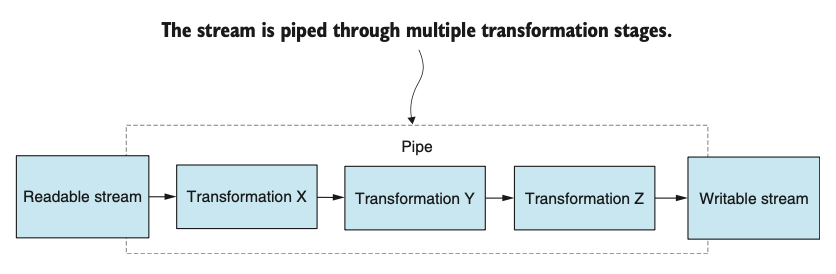 The stream is piped through multiple transformation stages.
Pipe
Readable stream
Transformation X
Transformation Y
Transformation Z
Writable stream